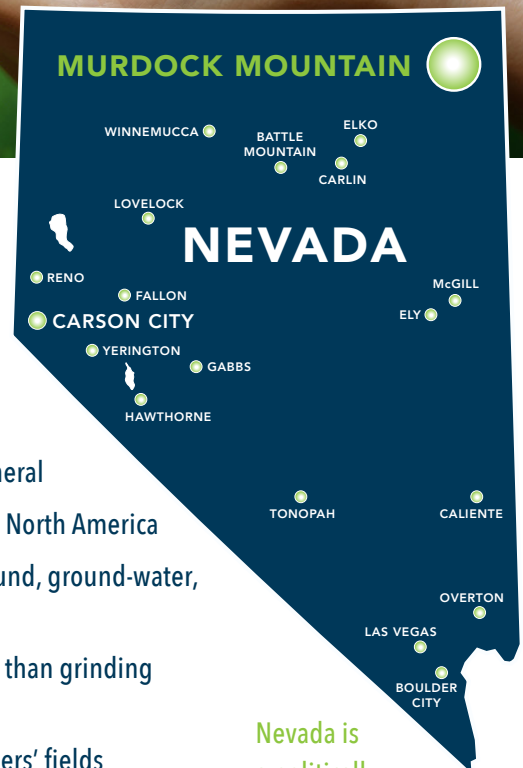 MURDOCK MOUNTAIN
WINNEMUCCA
BATTLE
MOUNTAIN
ELKO
CARLIN
LOVELOCK
NEVADA
RENO
FALLON
McGILL
ELY
CARSON CITY
YERINGTON
GABBS
HAWTHORNE
TONOPAH
CALIENTE
OVERTON
LAS VEGAS
BOULDER
CITY
North America
ground-water,
than grinding
fields
Nevada is